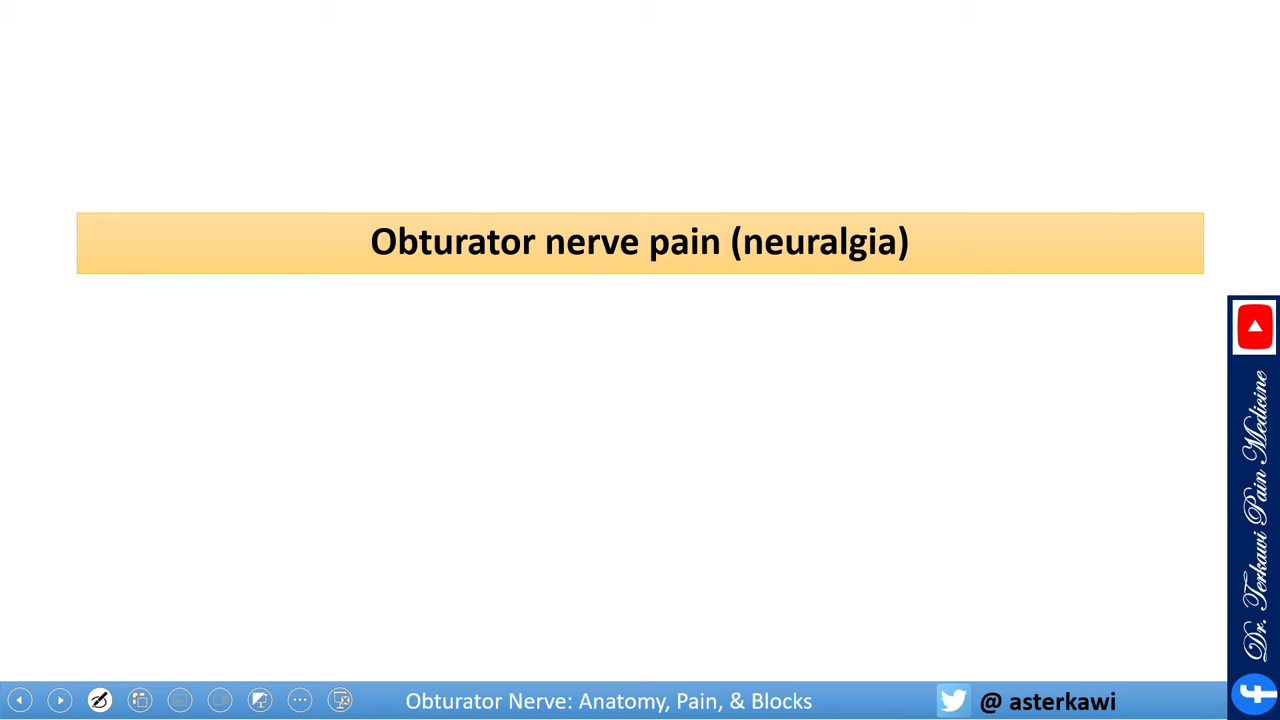 Obturator nerve pain (neuralgia)
Dr. Terkawi Pain Medicine
Obturator Nerve: Anatomy, Pain, & Blocks
@ asterkawi